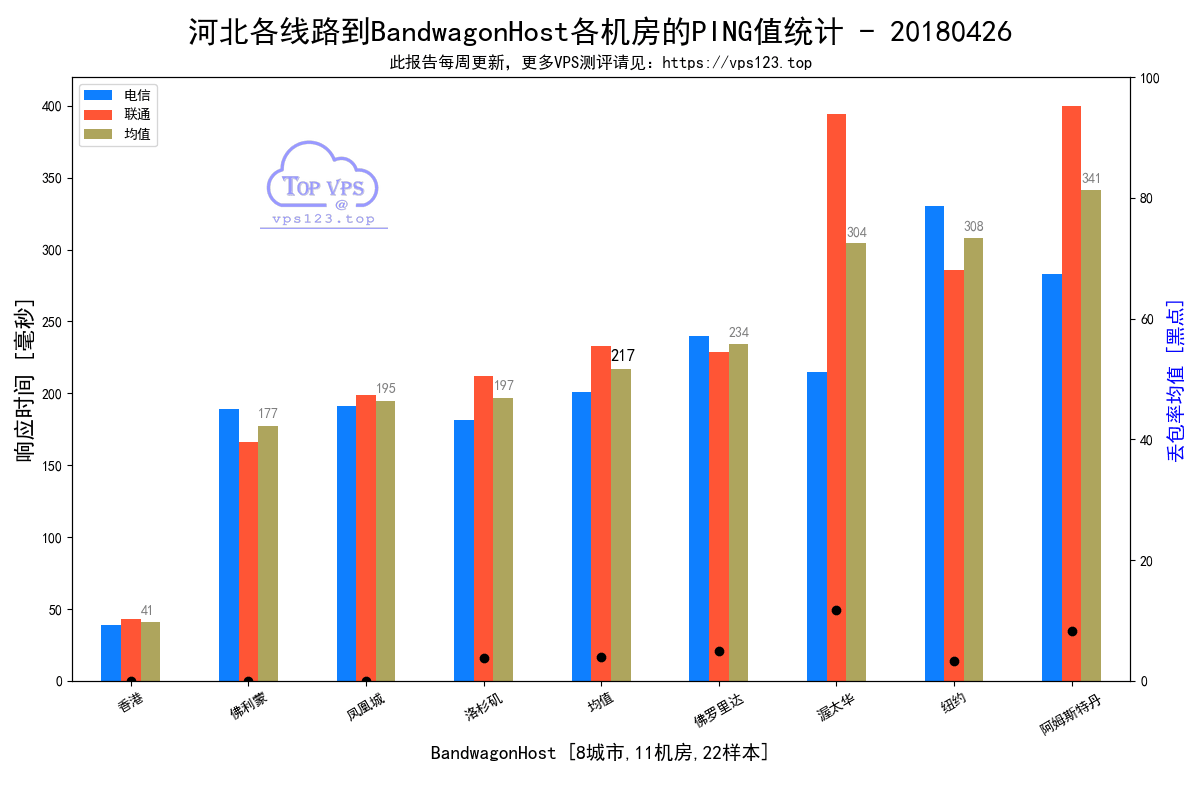 河北各线路到BandwagonHost各机房的PING值统计 - 20180426
此报告每周更新, 更多VPS测评请见: https://vps123.top
电信
联通
均值
TOP VPS
@
vps123.top
响应时间 [毫秒]
400
350
300
250
200
150
100
50
0
41
177
195
197
217
234
304
308
341
100
80
60
40
20
0
丢包率均值 [黑点]
香港
佛利蒙
凤凰城
洛杉矶
均值
佛罗里达
渥太华
纽约
阿姆斯特丹
BandwagonHost [8城市,11机房,22样本]